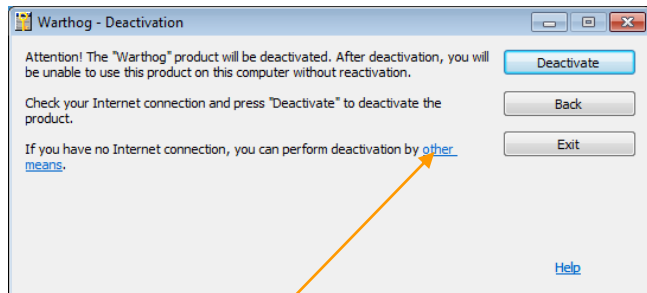 Warthog - Deactivation
Attention! The "Warthog" product will be deactivated. After deactivation, you will
be unable to use this product on this computer without reactivation.
Check your Internet connection and press "Deactivate" to deactivate the
product.
If you have no Internet connection, you can perform deactivation by other
means.
Deactivate
Back
Exit
Help